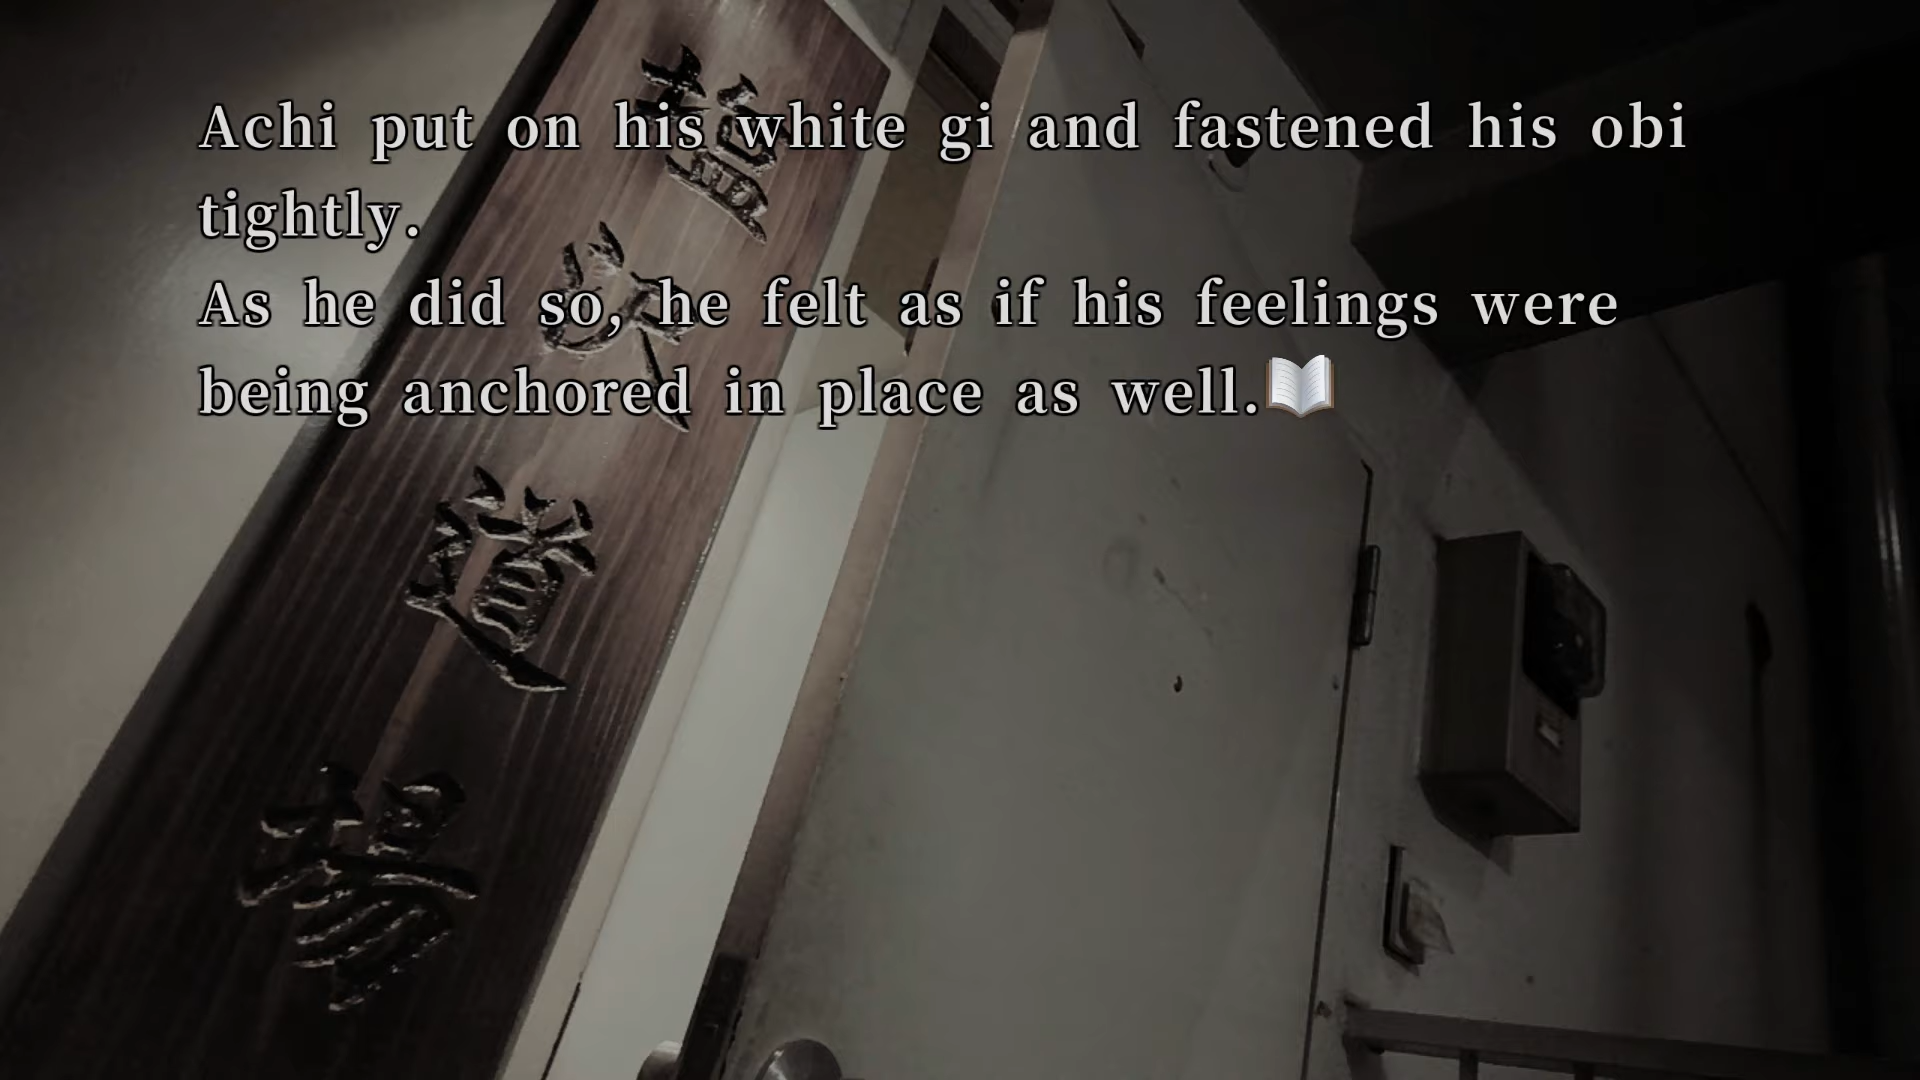 Achi put on his white gi and fastened his obi
tightly.
As he did so, he felt as if his feelings were
being anchored in place as well.
道
場